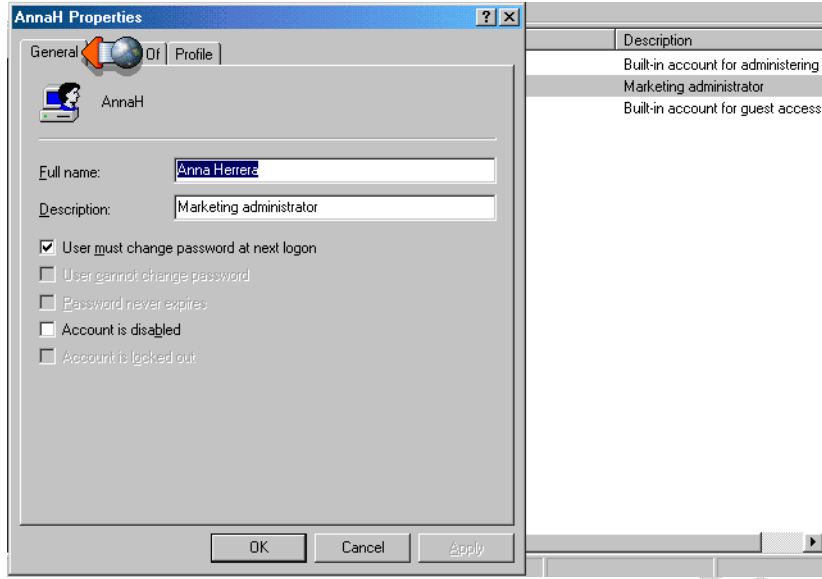 AnnaH Properties
General
Of
Profile
AnnaH
Full name:
Anna Herrera
Description:
Marketing administrator
User must change password at next logon
User cannot change password
Password never expires
Account is disabled
Account is locked out
OK
Cancel
Apply
Description
Built-in account for administering
Marketing administrator
Built-in account for guest access